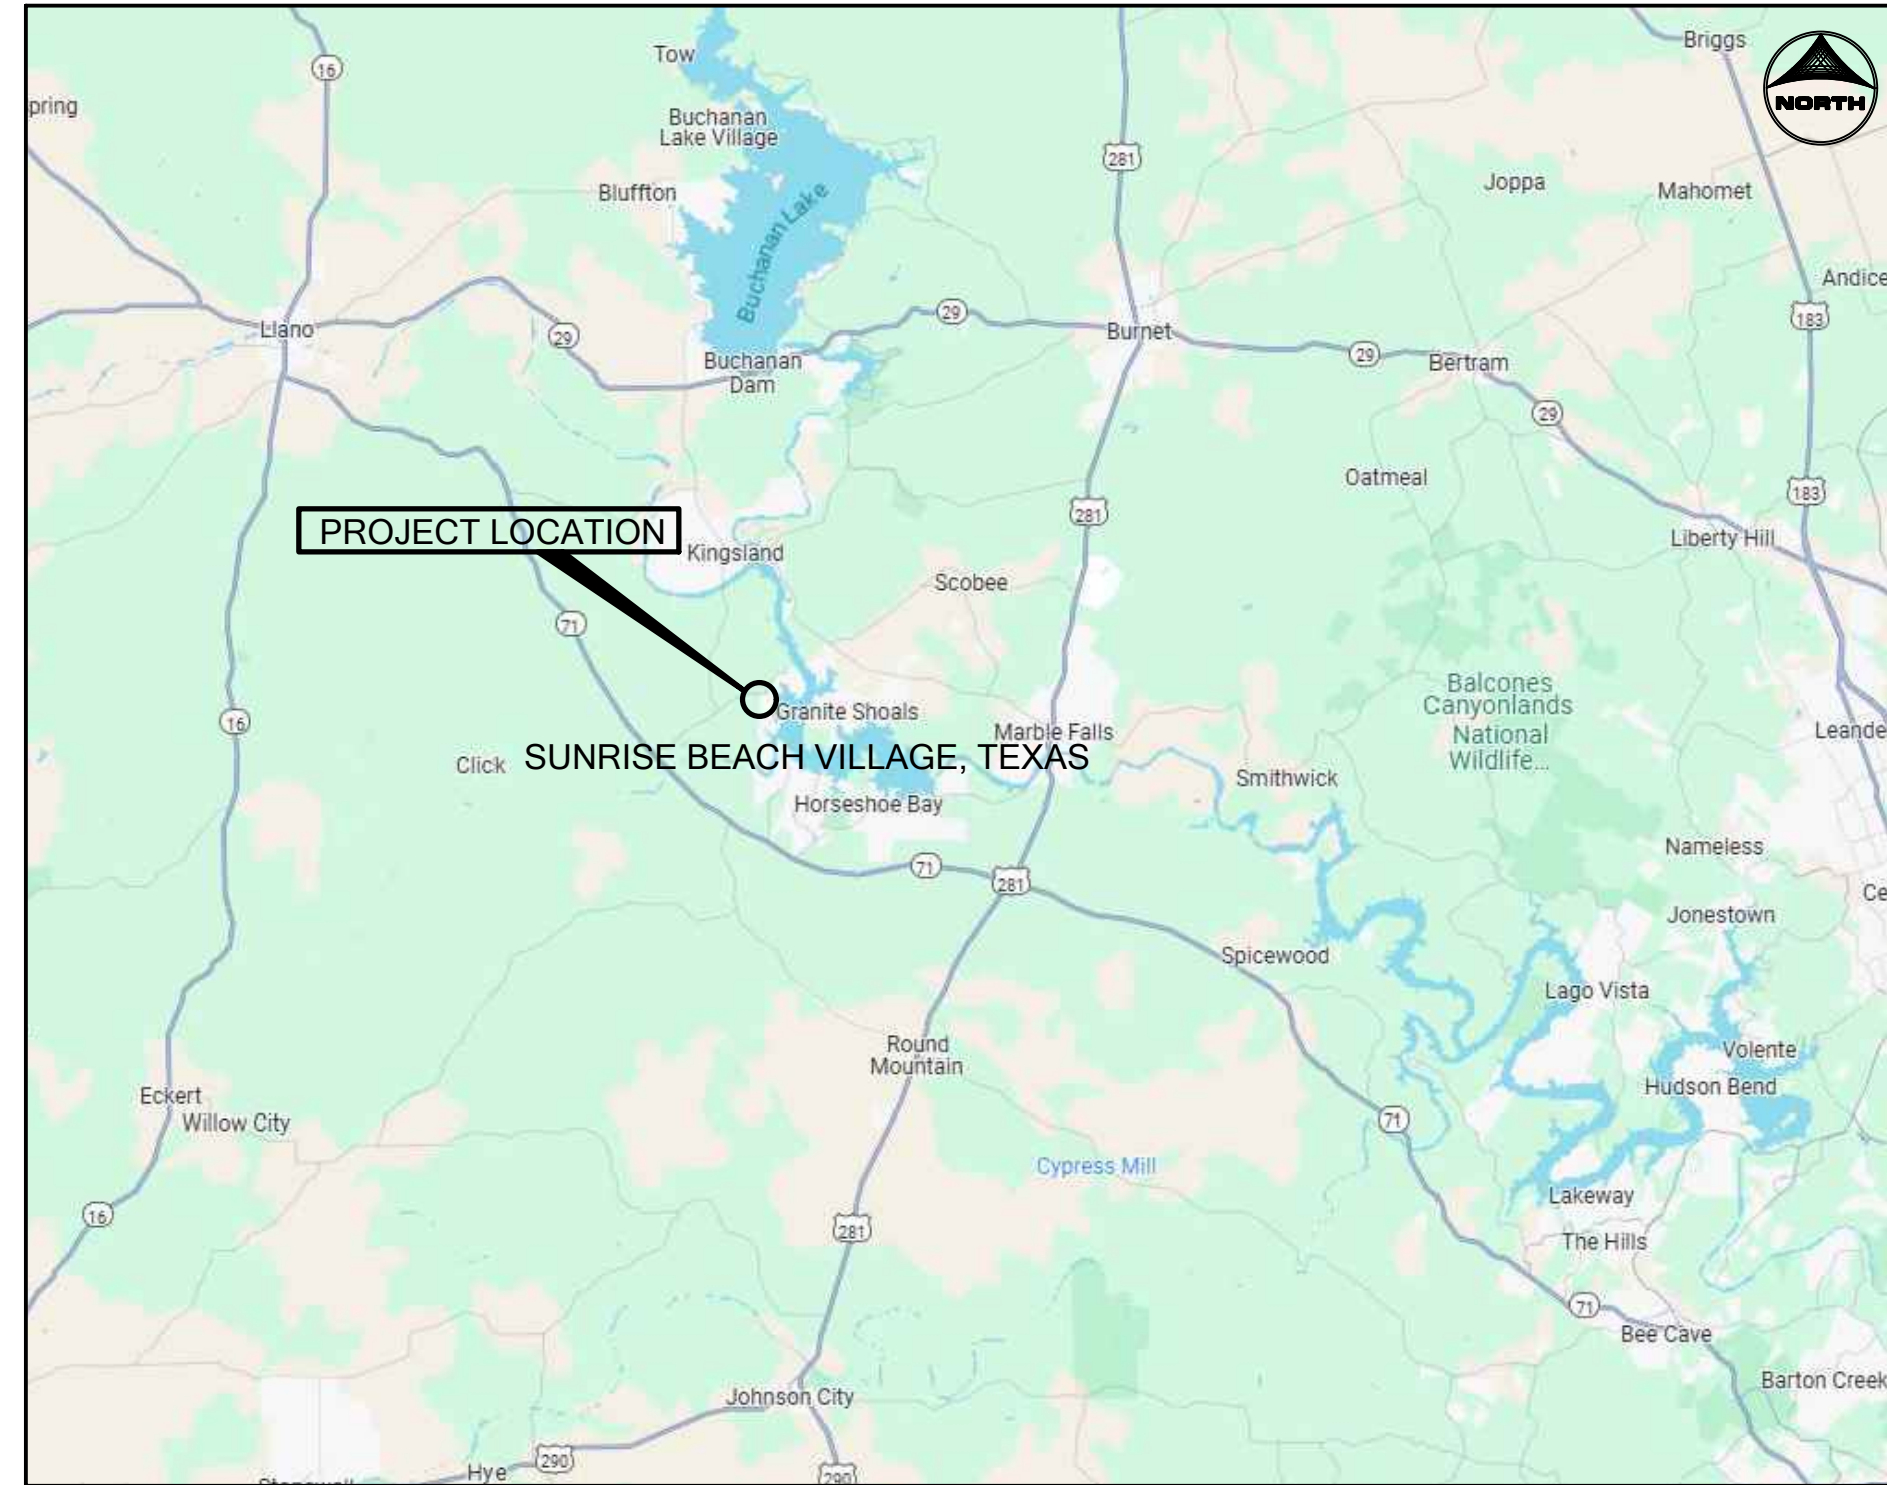 Tow
Briggs
16
NORTH
pring
Buchanan
Lake Village
281
Joppa
Mahomet
Bluffton
Buchanan Lake
Andice
29
183
Llano
29
Burnet
29
Bertram
Buchanan
Dam
29
Oatmeal
281
183
PROJECT LOCATION
Liberty Hill
Kingsland
Scobee
71
Balcones
Canyonlands
National
Wildlife...
16
Granite Shoals
Marble Falls
Leande
Click
SUNRISE BEACH VILLAGE, TEXAS
Smithwick
Horseshoe Bay
Nameless
71
281
Ce
Jonestown
Spicewood
Lago Vista
Round
Mountain
Volente
Hudson Bend
Eckert
Willow City
71
Cypress Mill
Lakeway
16
281
The Hills
71
Bee Cave
Barton Creek
Johnson City
290
Hye
290